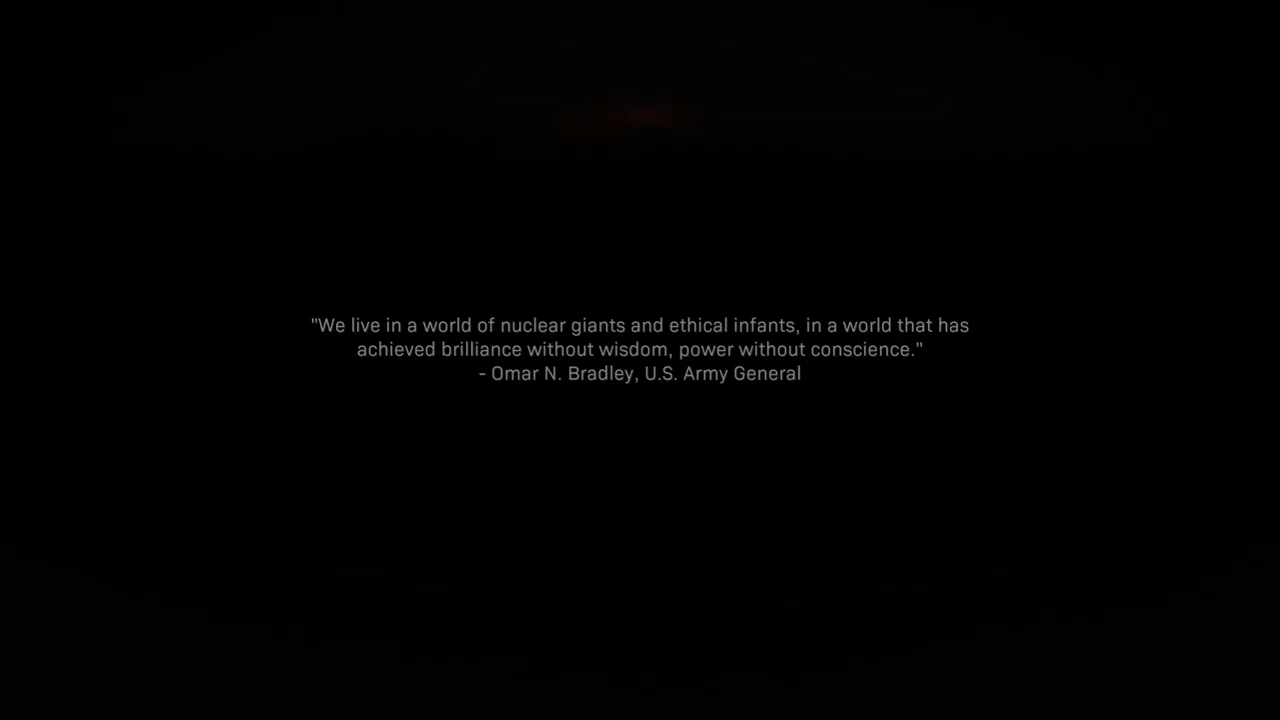 "We live in a world of nuclear giants and ethical infants, in a world that has
achieved brilliance without wisdom, power without conscience."
- Omar N. Bradley, U.S. Army General